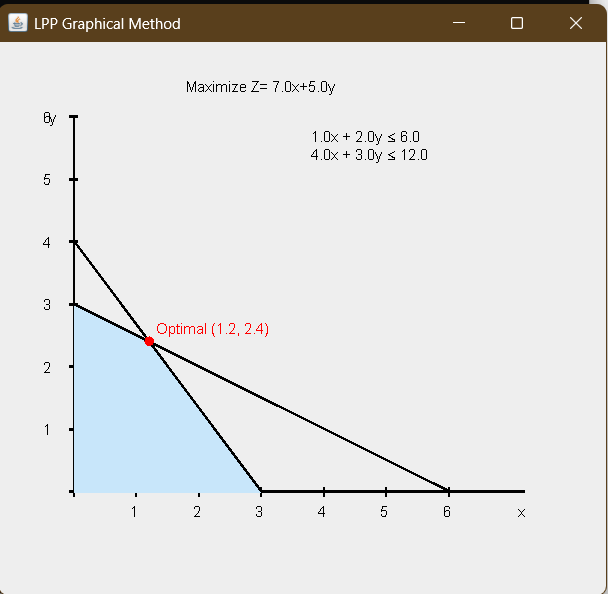 LPP Graphical Method
Maximize Z= 7.0x+5.0y
6y
1.0x + 2.0y ≤ 6.0
4.0x + 3.0y ≤ 12.0
5
4
3
Optimal (1.2, 2.4)
2
1
1 2 3 4 5 6 x